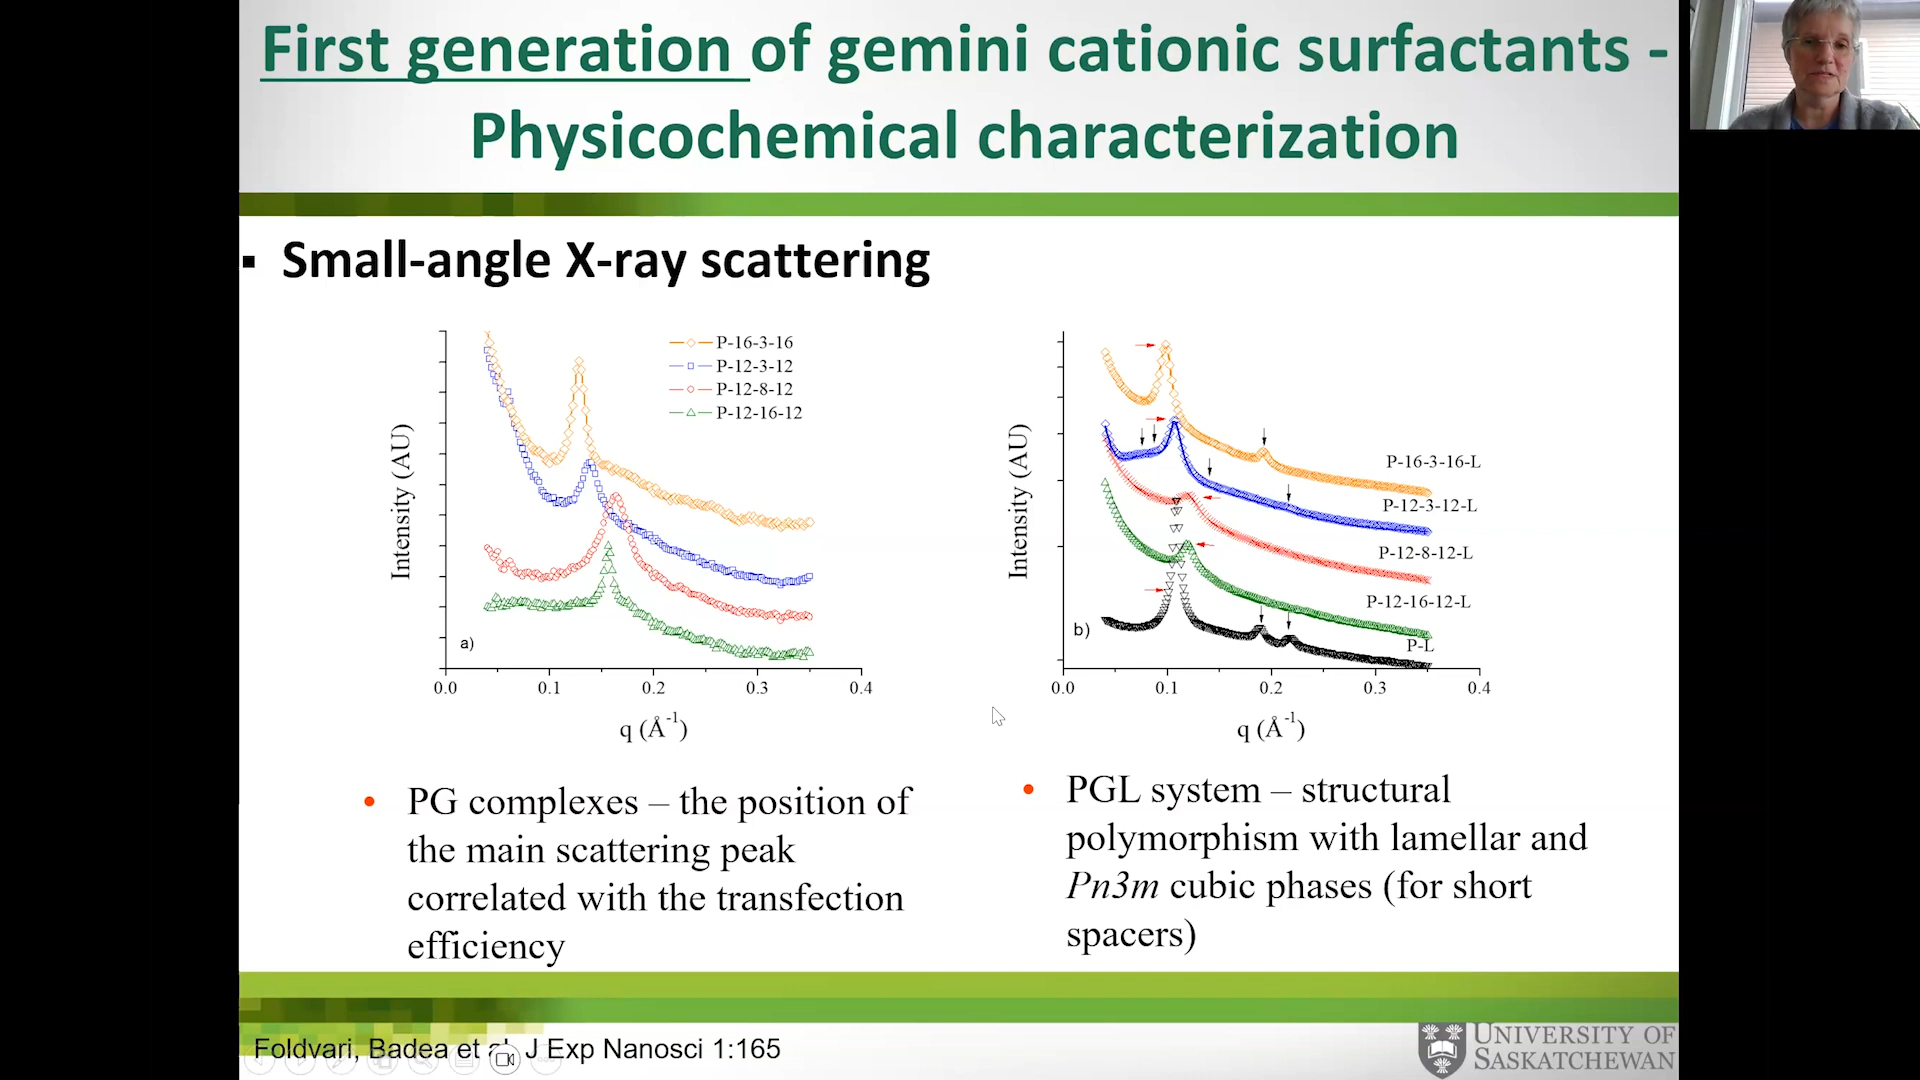 First generation of gemini cationic surfactants -
Physicochemical characterization
▪ Small-angle X-ray scattering
P-16-3-16
P-12-3-12
P-12-8-12
P-12-16-12
Intensity (AU)
a)
0.0 0.1 0.2 0.3 0.4
q (Å⁻¹)
P-16-3-16-L
P-12-3-12-L
P-12-8-12-L
P-12-16-12-L
P-L
Intensity (AU)
b)
0.0 0.1 0.2 0.3 0.4
q (Å⁻¹)
• PG complexes – the position of
the main scattering peak
correlated with the transfection
efficiency
• PGL system – structural
polymorphism with lamellar and
Pn3m cubic phases (for short
spacers)
Foldvari, Badea et J Exp Nanosci 1:165
UNIVERSITY OF
SASKATCHEWAN